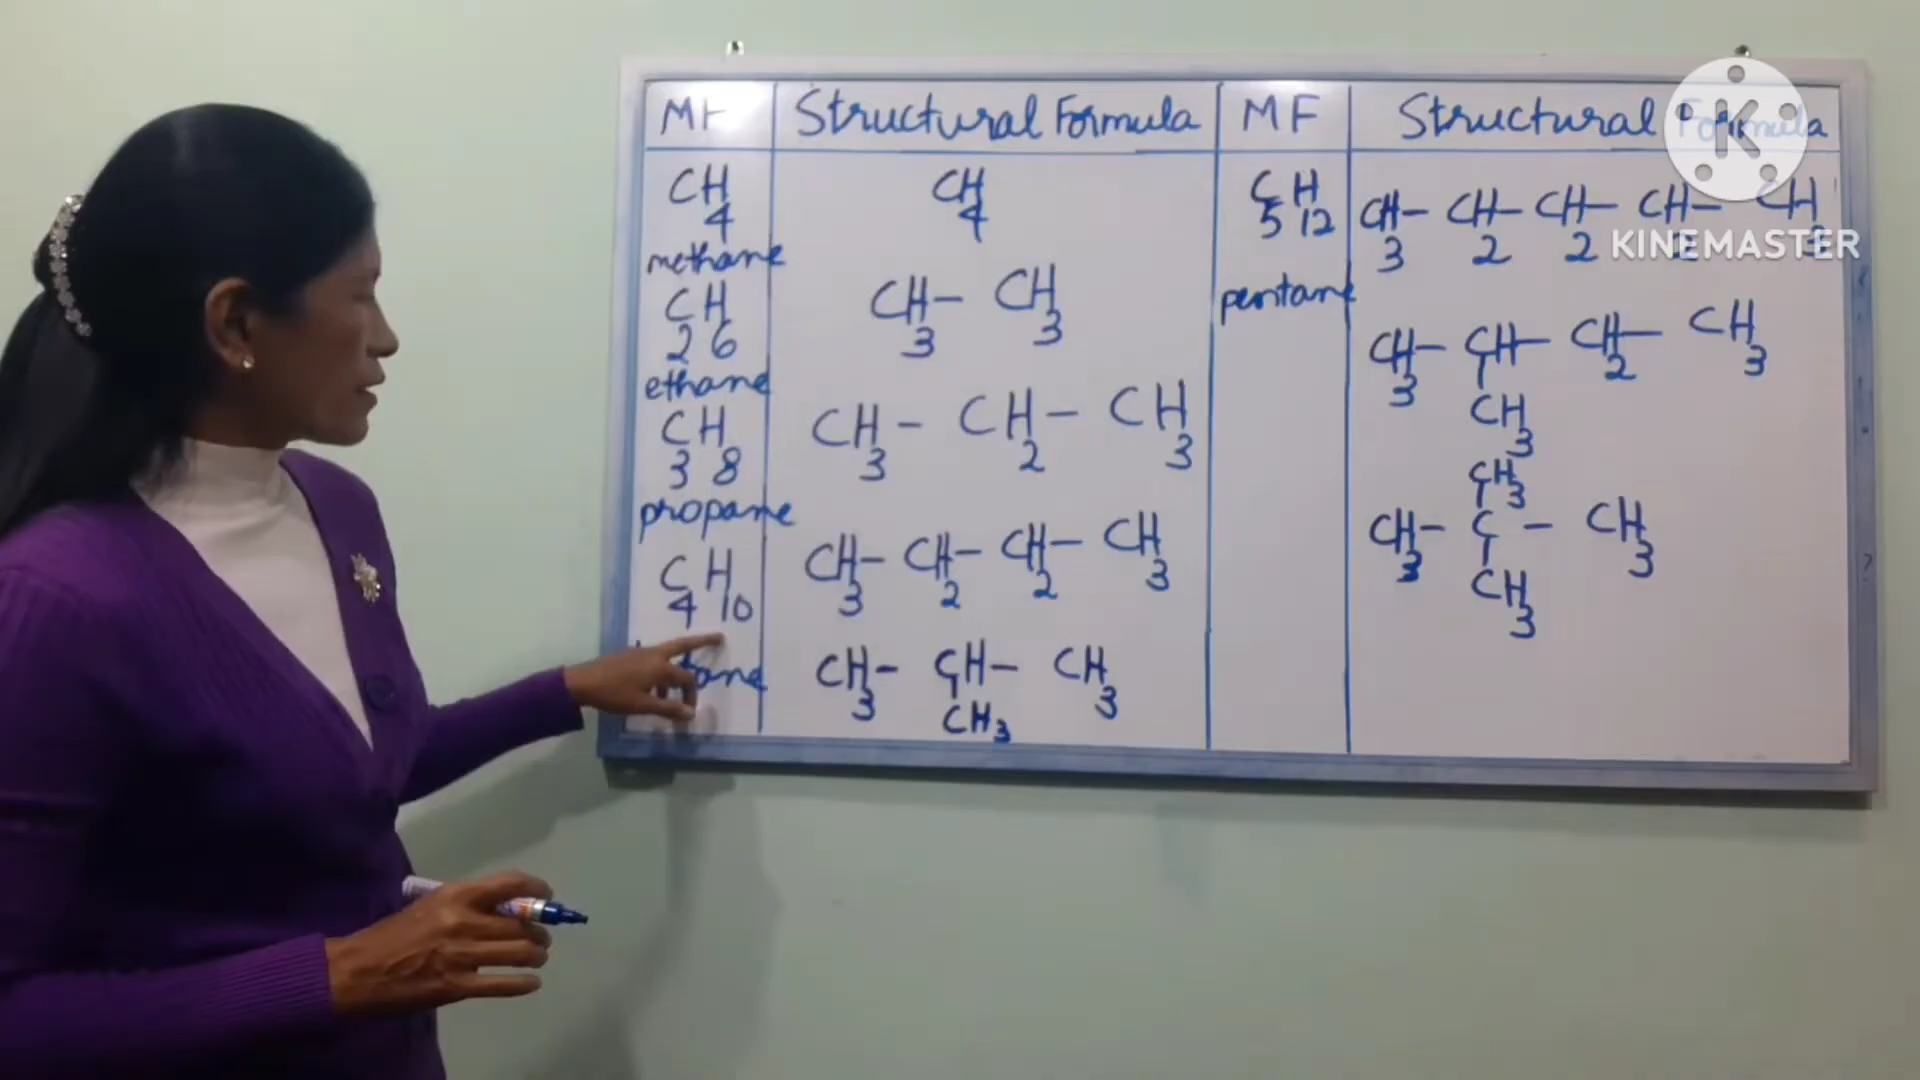 MF
Structural Formula
MF
Structural Formula
CH4
methane
CH4
C2H6
ethane
CH3- CH3
C3H8
propane
CH3- CH2- CH3
C4H10
CH3- CH2- CH2- CH3
CH3- CH- CH3
CH3
C5H12
pentane
CH3- CH2- CH2- CH2- CH3
CH3- CH- CH2- CH3
CH3
CH3
CH3- C- CH3
CH3
K
KINEMASTER